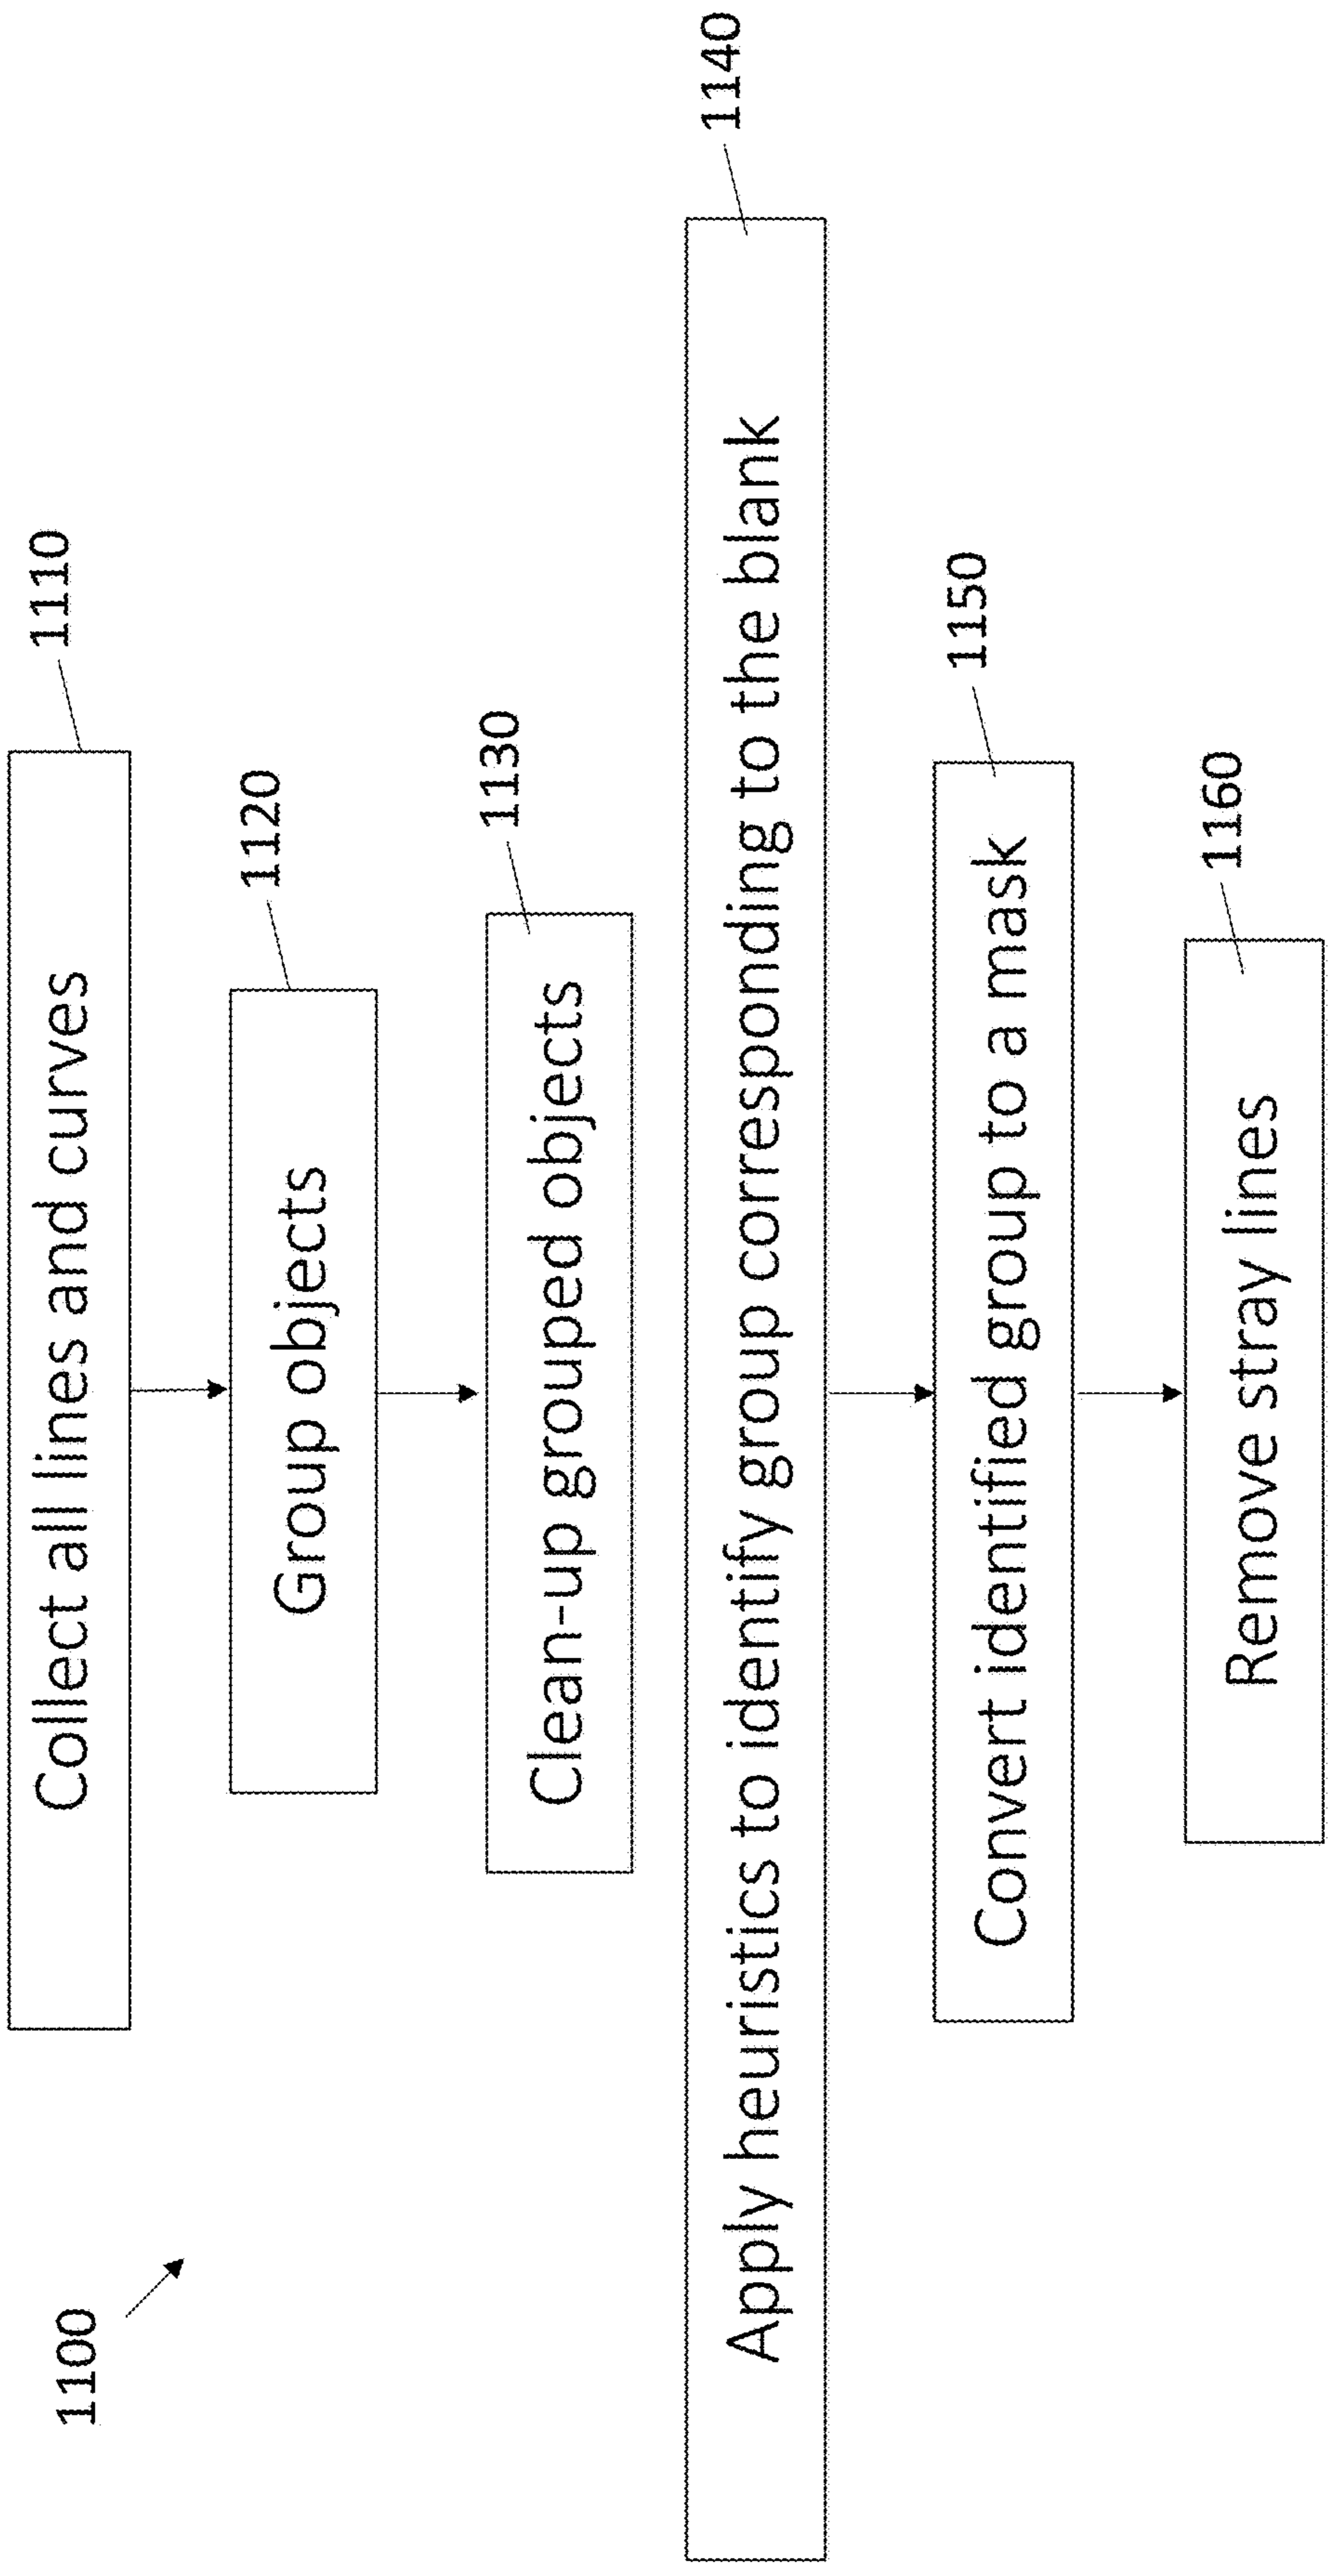 1100
Collect all lines and curves
1110
Group objects
1120
Clean-up grouped objects
1130
Apply heuristics to identify group corresponding to the blank
1140
Convert identified group to a mask
1150
Remove stray lines
1160